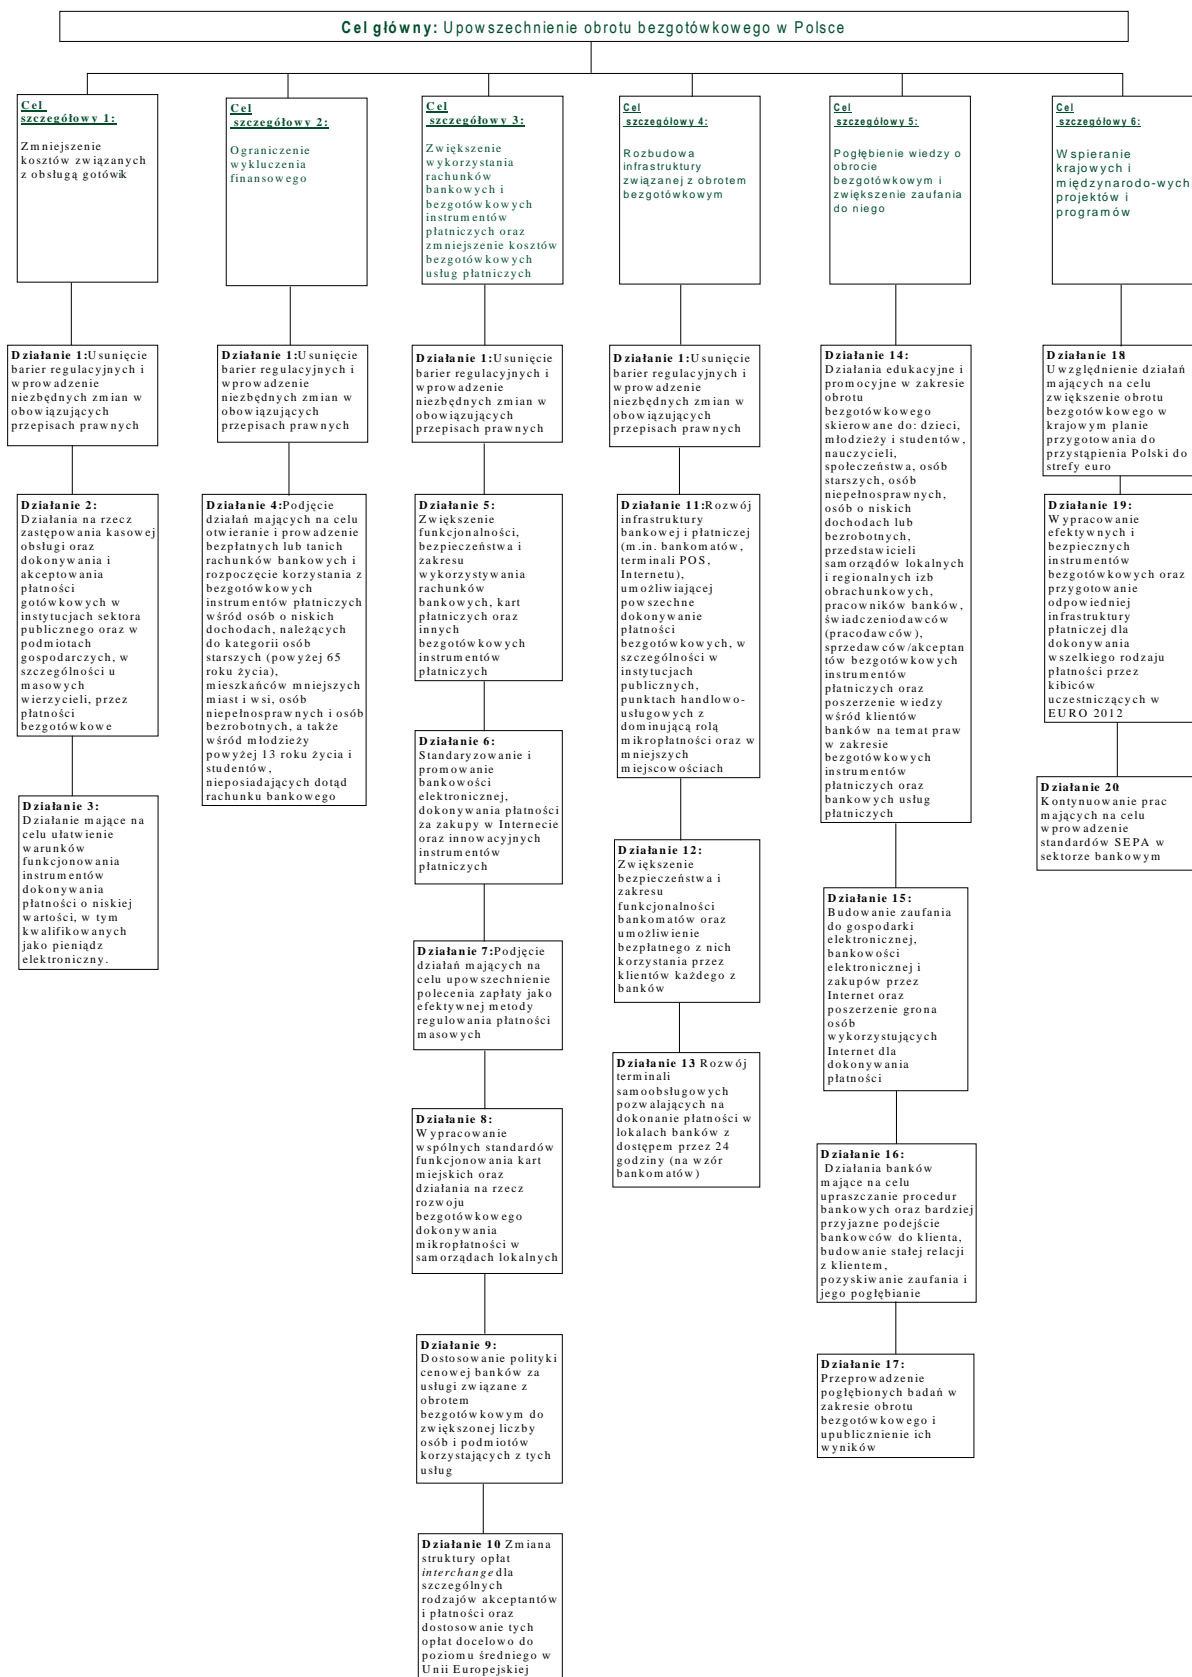 Cel główny: Upowszechnienie obrotu bezgotówkowego w Polsce
Cel
szczegółowy 1:
Zmniejszenie
kosztów związanych
z obsługą gotówik
Działanie 1:Usunięcie
barier regulacyjnych i
wprowadzenie
niezbędnych zmian w
obowiązujących
przepisach prawnych
Działanie 2:
Działania na rzecz
zastępowania kasowej
obsługi oraz
dokonywania i
akceptowania
płatności
gotówkowych w
instytucjach sektora
publicznego oraz w
podmiotach
gospodarczych, w
szczególności u
masowych
wierzycieli, przez
płatności
bezgotówkowe
Działanie 3:
Działanie mające na
celu ułatwienie
warunków
funkcjonowania
instrumentów
dokonywania
płatności o niskiej
wartości, w tym
kwalifikowanych
jako pieniądz
elektroniczny.
Cel
szczegółowy 2:
Ograniczenie
wykluczenia
finansowego
Działanie 1:Usunięcie
barier regulacyjnych i
wprowadzenie
niezbędnych zmian w
obowiązujących
przepisach prawnych
Działanie 4:Podjęcie
działań mających na celu
otwieranie i prowadzenie
bezpłatnych lub tanich
rachunków bankowych i
rozpoczęcie korzystania z
bezgotówkowych
instrumentów płatniczych
wśród osób o niskich
dochodach, należących
do kategorii osób
starszych (powyżej 65
roku życia),
mieszkańców mniejszych
miast i wsi, osób
niepełnosprawnych i osób
bezrobotnych, a także
wśród młodzieży
powyżej 13 roku życia i
studentów,
nieposiadających dotąd
rachunku bankowego
Cel
szczegółowy 3:
Zwiększenie
wykorzystania
rachunków
bankowych i
bezgotówkowych
instrumentów
płatniczych oraz
zmniejszenie kosztów
bezgotówkowych
usług płatniczych
Działanie 1:Usunięcie
barier regulacyjnych i
wprowadzenie
niezbędnych zmian w
obowiązujących
przepisach prawnych
Działanie 5:
Zwiększenie
funkcjonalności,
bezpieczeństwa i
zakresu
wykorzystywania
rachunków
bankowych, kart
płatniczych oraz
innych
bezgotówkowych
instrumentów
płatniczych
Działanie 6:
Standaryzowanie i
promowanie
bankowości
elektronicznej,
dokonywania płatności
za zakupy w Internecie
oraz innowacyjnych
instrumentów
płatniczych
Działanie 7:Podjęcie
działań mających na
celu upowszechnienie
polecenia zapłaty jako
efektywnej metody
regulowania płatności
masowych
Działanie 8:
Wypracowanie
wspólnych standardów
funkcjonowania kart
miejskich oraz
działania na rzecz
rozwoju
bezgotówkowego
dokonywania
mikropłatności w
samorządach lokalnych
Działanie 9:
Dostosowanie polityki
cenowej banków za
usługi związane z
obrotem
bezgotówkowym do
zwiększonej liczby
osób i podmiotów
korzystających z tych
usług
Działanie 10 Zmiana
struktury opłat
interchange dla
szczególnych
rodzajów akceptantów
i płatności oraz
dostosowanie tych
opłat docelowo do
poziomu średniego w
Unii Europejskiej
Cel
szczegółowy 4:
Rozbudowa
infrastruktury
związanej z obrotem
bezgotówkowym
Działanie 1:Usunięcie
barier regulacyjnych i
wprowadzenie
niezbędnych zmian w
obowiązujących
przepisach prawnych
Działanie 11:Rozwój
infrastruktury
bankowej i płatniczej
(m.in. bankomatów,
terminali POS,
Internetu),
umożliwiającej
powszechne
dokonywanie
płatności
bezgotówkowych, w
szczególności w
instytucjach
publicznych,
punktach handlowo-
usługowych z
dominującą rolą
mikropłatności oraz w
mniejszych
miejscowościach
Działanie 12:
Zwiększenie
bezpieczeństwa i
zakresu
funkcjonalności
bankomatów oraz
umożliwienie
bezpłatnego z nich
korzystania przez
klientów każdego z
banków
Działanie 13 Rozwój
terminali
samoobsługowych
pozwalających na
dokonanie płatności w
lokalach banków z
dostępem przez 24
godziny (na wzór
bankomatów)
Cel
szczegółowy 5:
Pogłębienie wiedzy o
obrocie
bezgotówkowym i
zwiększenie zaufania
do niego
Działanie 14:
Działania edukacyjne i
promocyjne w zakresie
obrotu
bezgotówkowego
skierowane do: dzieci,
młodzieży i studentów,
nauczycieli,
społeczeństwa, osób
starszych, osób
niepełnosprawnych,
osób o niskich
dochodach lub
bezrobotnych,
przedstawicieli
samorządów lokalnych
i regionalnych izb
obrachunkowych,
pracowników banków,
świadczeniodawców
(pracodawców),
sprzedawców/akceptan
tów bezgotówkowych
instrumentów
płatniczych oraz
poszerzenie wiedzy
wśród klientów
banków na temat praw
w zakresie
bezgotówkowych
instrumentów
płatniczych oraz
bankowych usług
płatniczych
Działanie 15:
Budowanie zaufania
do gospodarki
elektronicznej,
bankowości
elektronicznej i
zakupów przez
Internet oraz
poszerzenie grona
osób
wykorzystujących
Internet dla
dokonywania
płatności
Działanie 16:
Działania banków
mające na celu
upraszczanie procedur
bankowych oraz bardziej
przyjazne podejście
bankowców do klienta,
budowanie stałej relacji
z klientem,
pozyskiwanie zaufania i
jego pogłębianie
Działanie 17:
Przeprowadzenie
pogłębionych badań w
zakresie obrotu
bezgotówkowego i
upublicznienie ich
wyników
Cel
szczegółowy 6:
Wspieranie
krajowych i
międzynarodo-wych
projektów i
programów
Działanie 18
Uwzględnienie działań
mających na celu
zwiększenie obrotu
bezgotówkowego w
krajowym planie
przygotowania do
przystąpienia Polski do
strefy euro
Działanie 19:
Wypracowanie
efektywnych i
bezpiecznych
instrumentów
bezgotówkowych oraz
przygotowanie
odpowiedniej
infrastruktury
płatniczej dla
dokonywania
wszelkiego rodzaju
płatności przez
kibiców
uczestniczących w
EURO 2012
Działanie 20:
Kontynuowanie prac
mających na celu
wprowadzenie
standardów SEPA w
sektorze bankowym